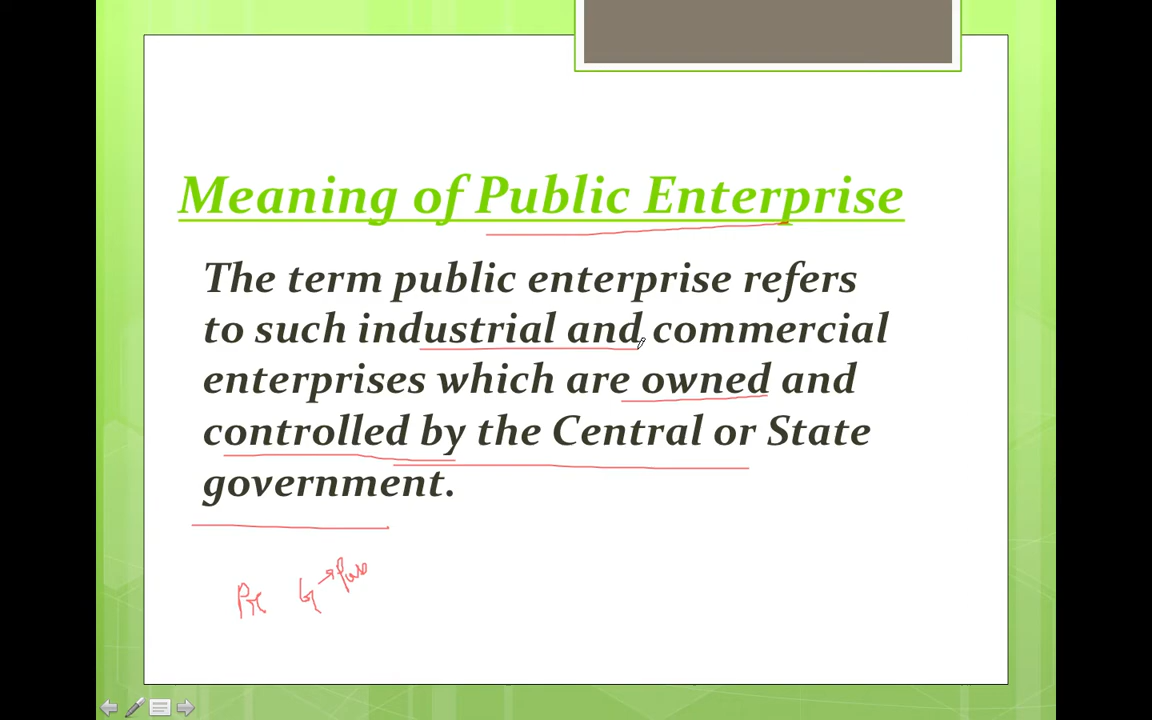 Meaning of Public Enterprise
The term public enterprise refers
to such industrial and commercial
enterprises which are owned and
controlled by the Central or State
government.